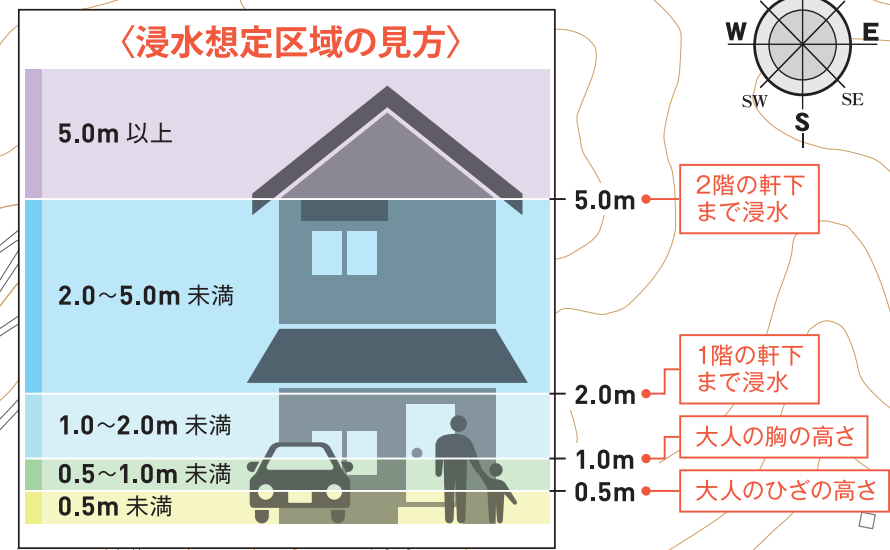 〈浸水想定区域の見方〉
5.0m 以上
2.0〜5.0m 未満
1.0〜2.0m 未満
0.5〜1.0m 未満
0.5m 未満
5.0m
2階の軒下
まで浸水
2.0m
1階の軒下
まで浸水
1.0m
大人の胸の高さ
0.5m
大人のひざの高さ
W
E
SW
SE
S